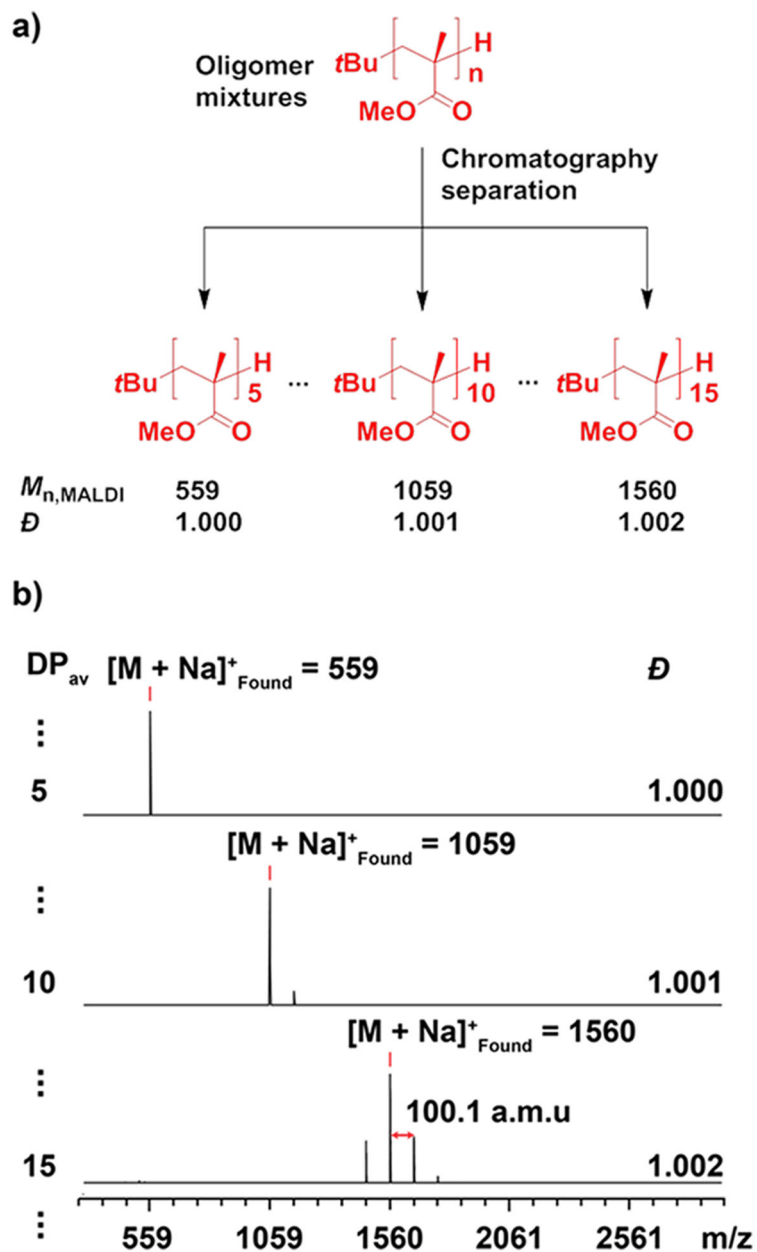 a)
Oligomer
mixtures
tBu
H
n
MeO
O
Chromatography
separation
tBu
H
5
MeO
O
...
tBu
H
10
MeO
O
...
tBu
H
15
MeO
O
Mn,MALDI 559 1059 1560
Đ 1.000 1.001 1.002
b)
DPav [M + Na]+Found = 559 Đ
5 1.000
[M + Na]+Found = 1059
10 1.001
[M + Na]+Found = 1560
100.1 a.m.u
15 1.002
559 1059 1560 2061 2561 m/z